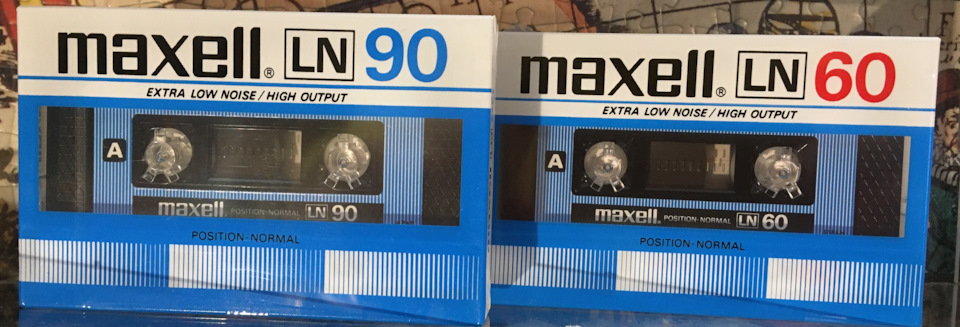 maxell® LN 90
EXTRA LOW NOISE / HIGH OUTPUT
A
maxell. POSITION-NORMAL LN 90
POSITION-NORMAL
maxell® LN 60
EXTRA LOW NOISE / HIGH OUTPUT
A
maxell. POSITION-NORMAL LN 60
POSITION-NORMAL